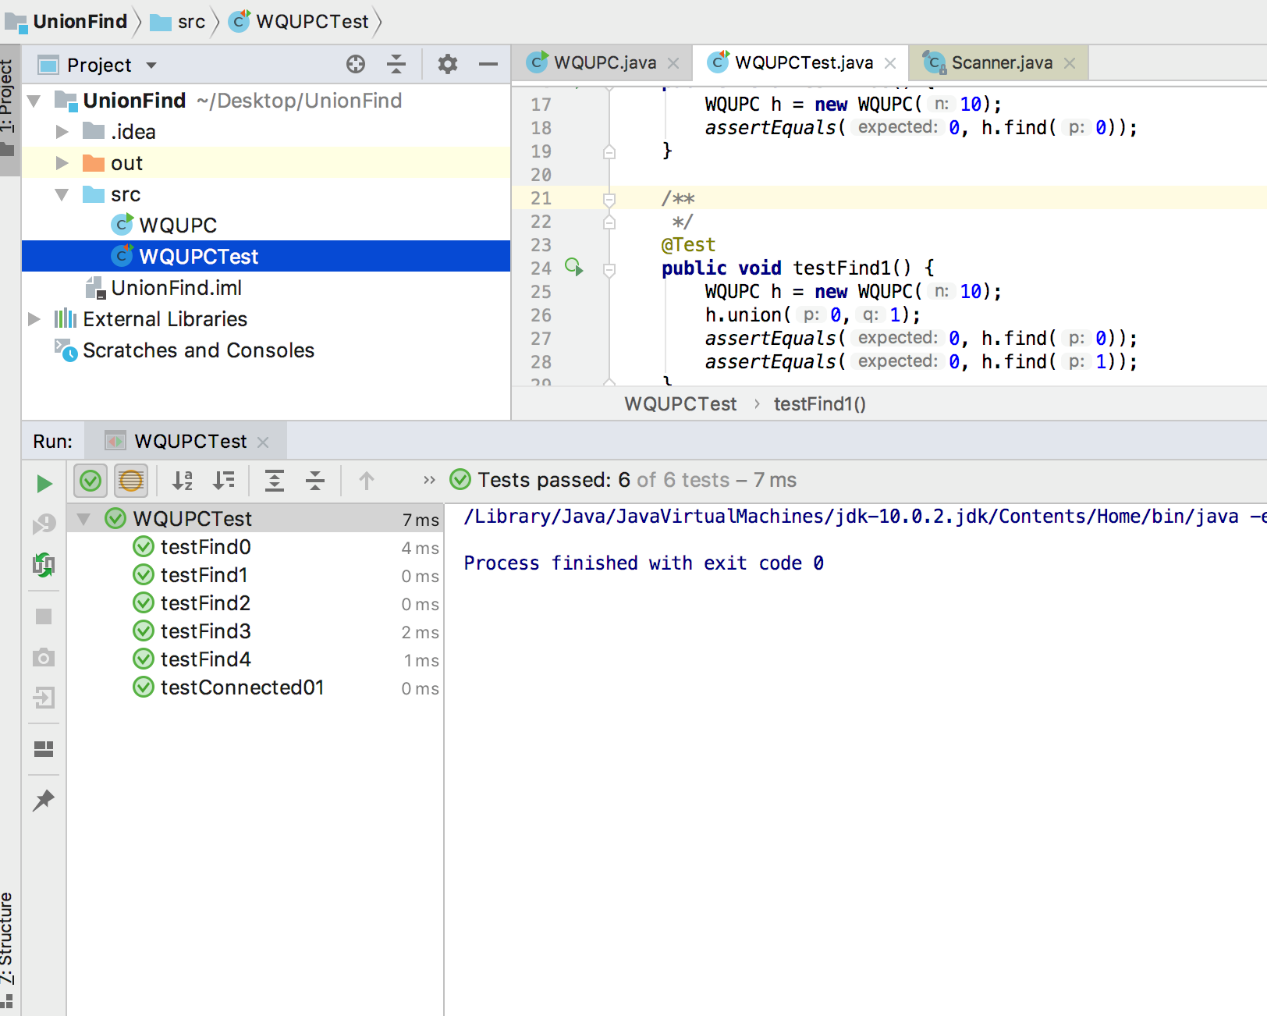 UnionFind src WQUPCTest
1: Project
Project
WQUPC.java WQUPCTest.java Scanner.java
UnionFind ~/Desktop/UnionFind
.idea
out
src
WQUPC
WQUPCTest
UnionFind.iml
External Libraries
Scratches and Consoles
17 WQUPC h = new WQUPC( n: 10);
18 assertEquals( expected: 0, h.find( p: 0));
19 }
20
21 /**
22 */
23 @Test
24 public void testFind1() {
25 WQUPC h = new WQUPC( n: 10);
26 h.union( p: 0, q: 1);
27 assertEquals( expected: 0, h.find( p: 0));
28 assertEquals( expected: 0, h.find( p: 1));
29 }
WQUPCTest › testFind1()
Run: WQUPCTest
» Tests passed: 6 of 6 tests – 7 ms
WQUPCTest 7 ms
testFind0 4 ms
testFind1 0 ms
testFind2 0 ms
testFind3 2 ms
testFind4 1 ms
testConnected01 0 ms
/Library/Java/JavaVirtualMachines/jdk-10.0.2.jdk/Contents/Home/bin/java -e
Process finished with exit code 0
7: Structure